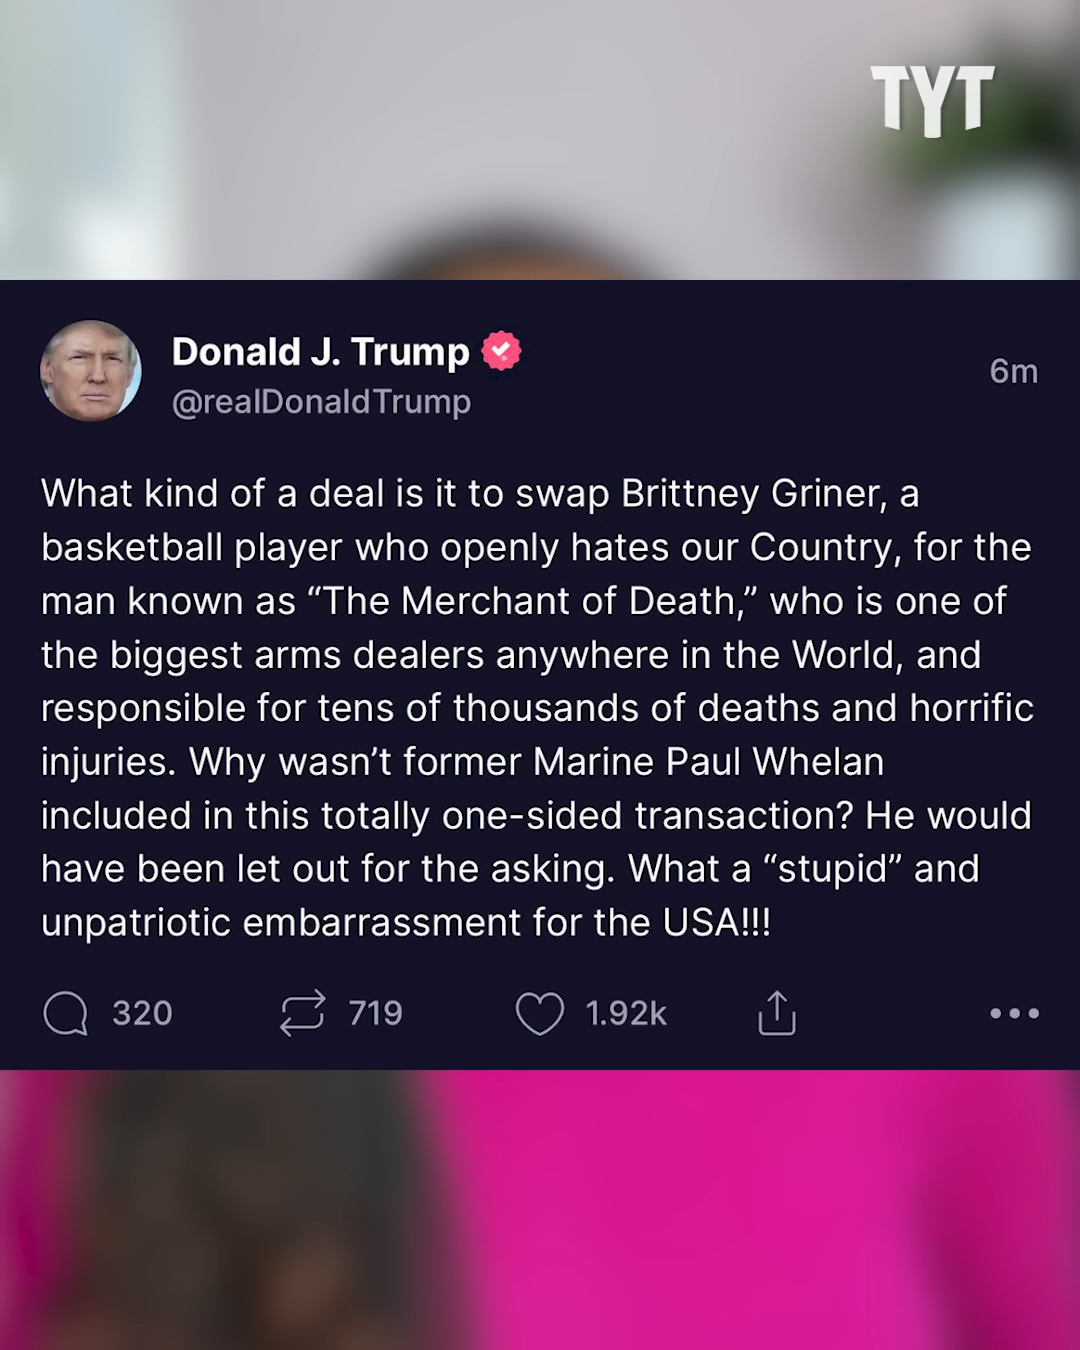 TYT
Donald J. Trump
@realDonaldTrump
6m
What kind of a deal is it to swap Brittney Griner, a
basketball player who openly hates our Country, for the
man known as “The Merchant of Death,” who is one of
the biggest arms dealers anywhere in the World, and
responsible for tens of thousands of deaths and horrific
injuries. Why wasn’t former Marine Paul Whelan
included in this totally one-sided transaction? He would
have been let out for the asking. What a “stupid” and
unpatriotic embarrassment for the USA!!!
320 719 1.92k